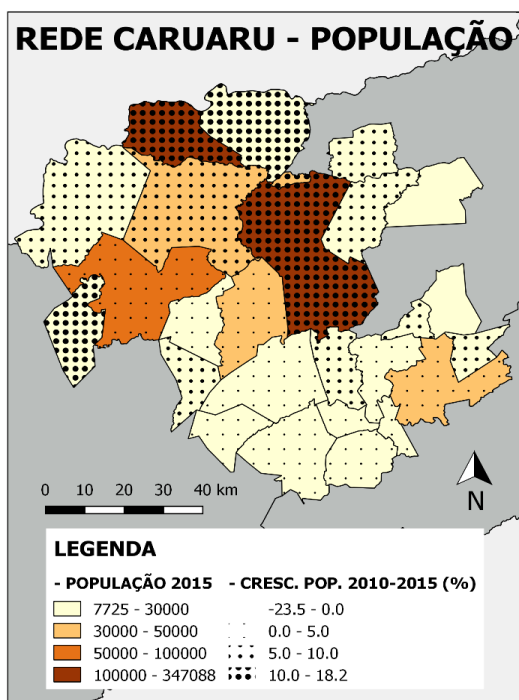 REDE CARUARU - POPULAÇÃO
0 10 20 30 40 km
N
LEGENDA
- POPULAÇÃO 2015 - CRESC. POP. 2010-2015 (%)
7725 - 30000 -23.5 - 0.0
30000 - 50000 0.0 - 5.0
50000 - 100000 5.0 - 10.0
100000 - 347088 10.0 - 18.2